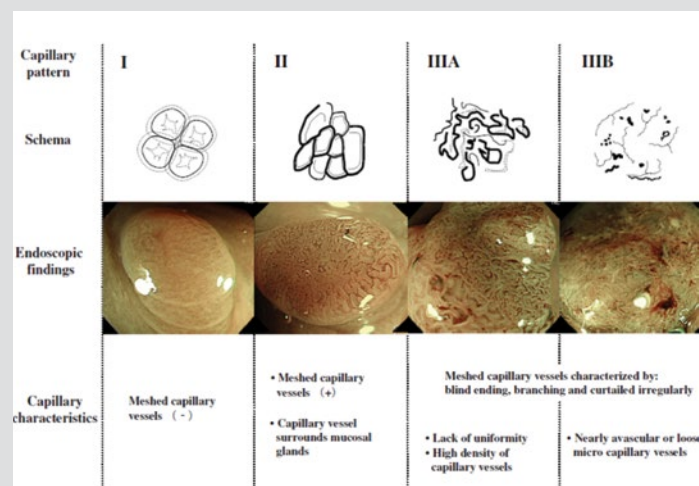 Capillary
pattern
I
II
IIIA
IIIB
Schema
Endoscopic
findings
Capillary
characteristics
Meshed capillary
vessels (-)
• Meshed capillary
vessels (+)
• Capillary vessel
surrounds mucosal
glands
Meshed capillary vessels characterized by:
blind ending, branching and curtailed irregularly
• Lack of uniformity
• High density of
capillary vessels
• Nearly avascular or loose
micro capillary vessels